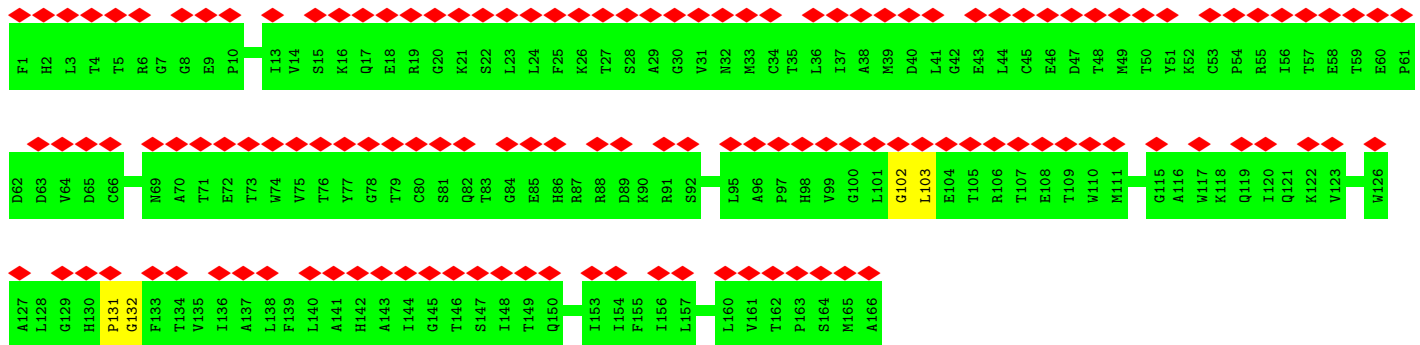 F1 H2 L3 T4 T5 R6 G7 G8 E9 P10 I13 V14 S15 K16 Q17 E18 R19 G20 K21 S22 L23 L24 F25 K26 T27 S28 A29 G30 V31 N32 M33 C34 T35 L36 I37 A38 M39 D40 L41 G42 E43 L44 C45 E46 D47 T48 M49 T50 Y51 K52 C53 P54 R55 I56 T57 E58 T59 E60 P61
D62 D63 V64 D65 C66 N69 A70 T71 E72 T73 W74 V75 T76 Y77 G78 T79 C80 S81 Q82 T83 G84 E85 H86 R87 R88 D89 K90 R91 S92 L95 A96 P97 H98 V99 G100 L101 G102 L103 E104 T105 R106 T107 E108 T109 W110 M111 G115 A116 W117 K118 Q119 I120 Q121 K122 V123 W126
A127 L128 G129 H130 P131 G132 F133 T134 V135 I136 A137 L138 F139 L140 A141 H142 A143 I144 G145 T146 S147 I148 T149 Q150 I153 I154 F155 I156 L157 L160 V161 T162 P163 S164 M165 A166